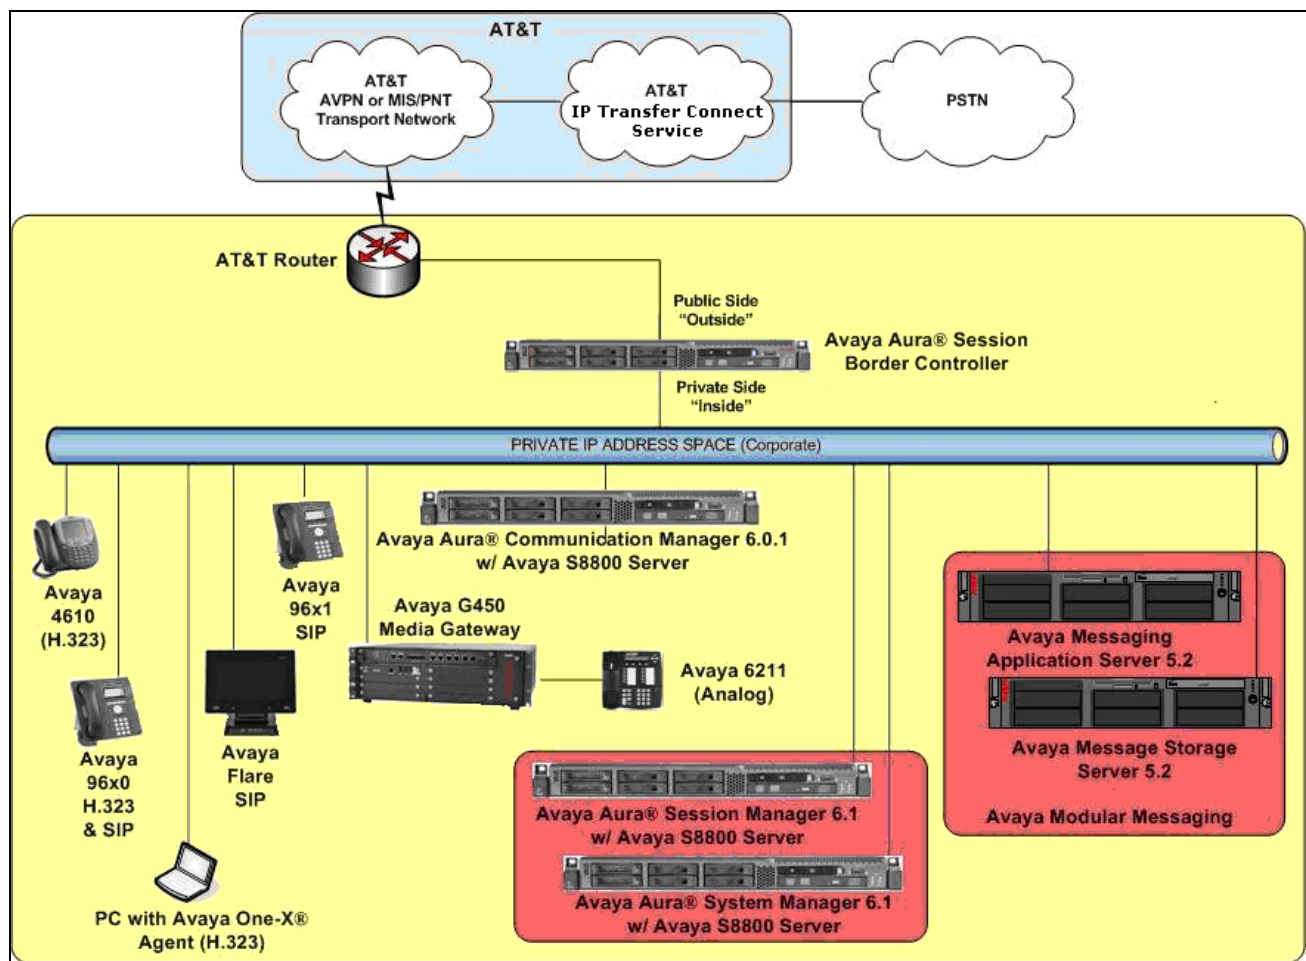 AT&T
AT&T
AVPN or MIS/PNT
Transport Network
AT&T
IP Transfer Connect
Service
PSTN
AT&T Router
Public Side
“Outside”
Avaya Aura® Session
Border Controller
Private Side
“Inside”
PRIVATE IP ADDRESS SPACE (Corporate)
Avaya
4610
(H.323)
Avaya
96x1
SIP
Avaya Aura® Communication Manager 6.0.1
w/ Avaya S8800 Server
Avaya G450
Media Gateway
Avaya 6211
(Analog)
Avaya Messaging
Application Server 5.2
Avaya Message Storage
Server 5.2
Avaya Modular Messaging
Avaya
96x0
H.323
& SIP
Avaya
Flare
SIP
Avaya Aura® Session Manager 6.1
w/ Avaya S8800 Server
Avaya Aura® System Manager 6.1
w/ Avaya S8800 Server
PC with Avaya One-X®
Agent (H.323)